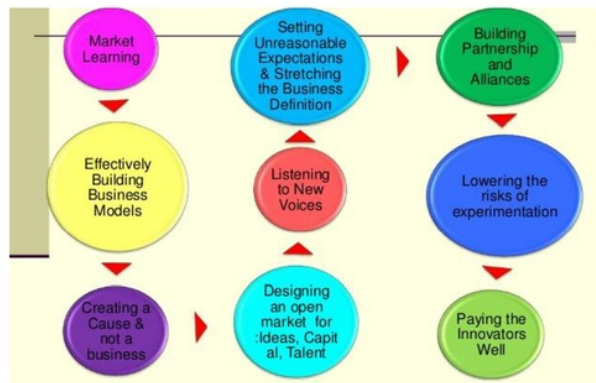 Market
Learning
Effectively
Building
Business
Models
Creating a
Cause &
not a
business
Designing
an open
market for
:Ideas, Capit
al, Talent
Listening
to New
Voices
Setting
Unreasonable
Expectations
& Stretching
the Business
Definition
Building
Partnership
and
Alliances
Lowering the
risks of
experimentation
Paying the
Innovators
Well